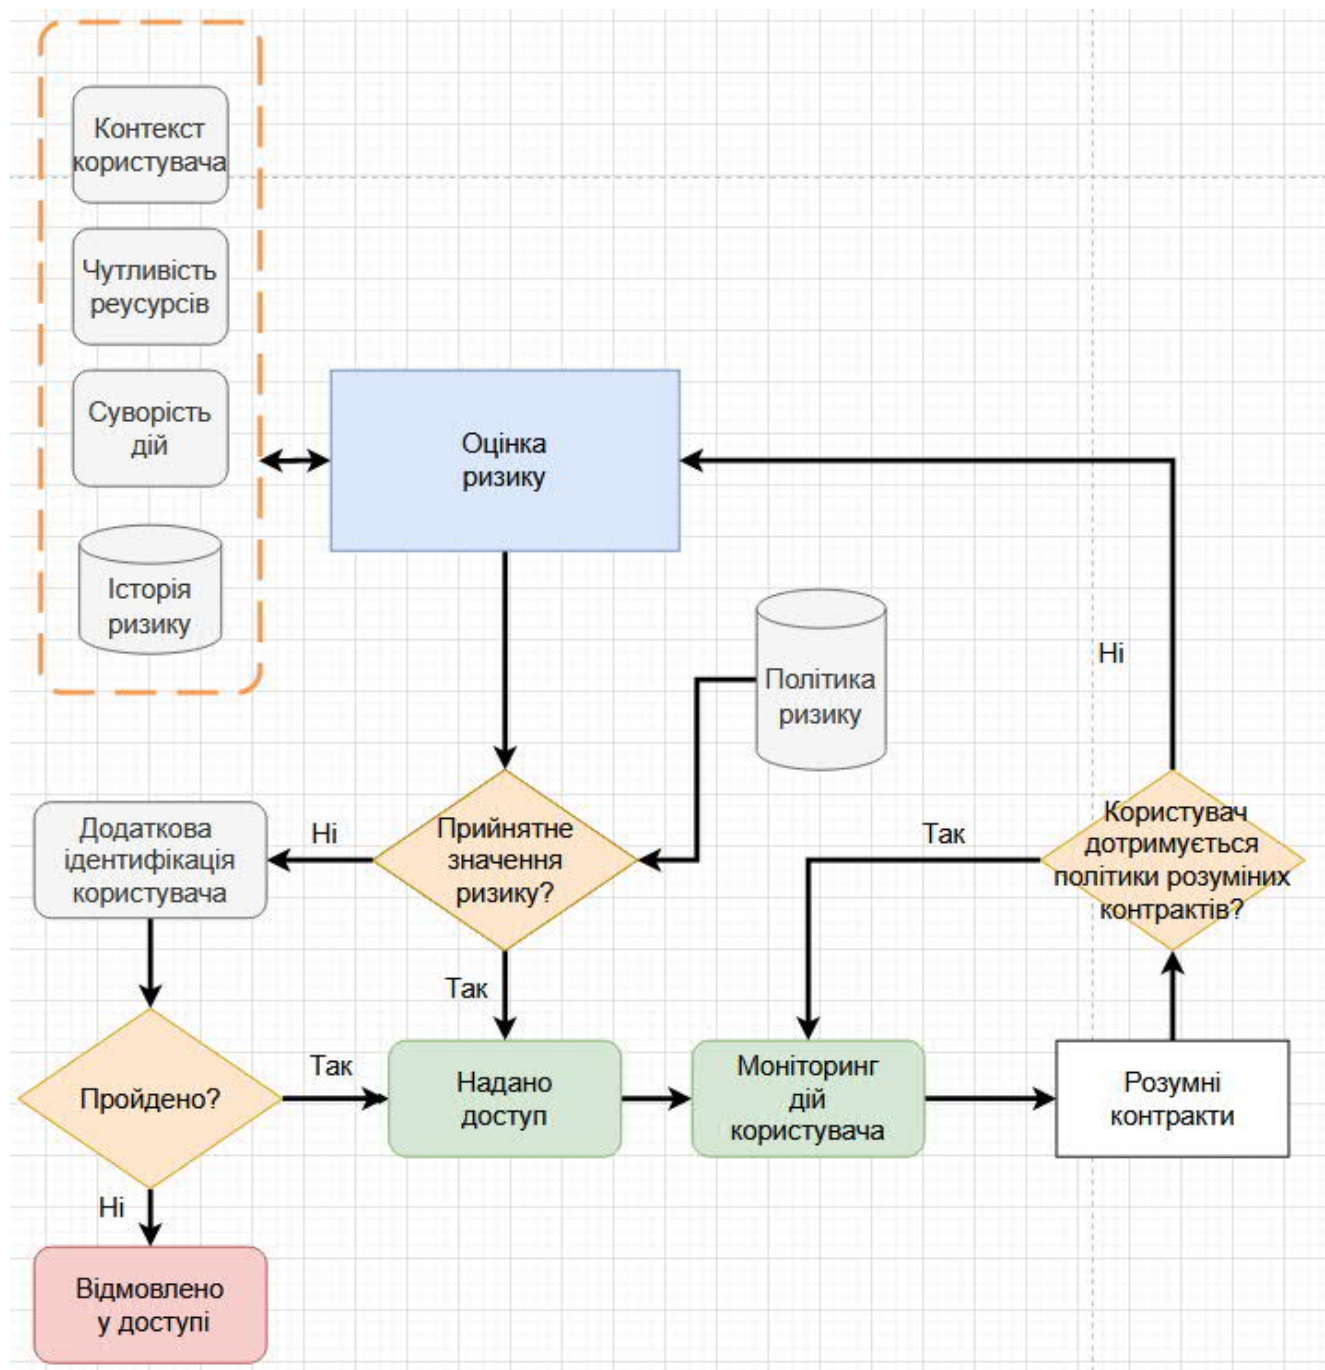 Контекст
користувача
Чутливість
реусурсів
Суворість
дій
Історія
ризику
Оцінка
ризику
Політика
ризику
Ні
Додаткова
ідентифікація
користувача
Ні
Прийнятне
значення
ризику?
Так
Користувач
дотримується
політики розуміних
контрактів?
Так
Пройдено?
Так
Надано
доступ
Моніторинг
дій
користувача
Розумні
контракти
Ні
Відмовлено
у доступі